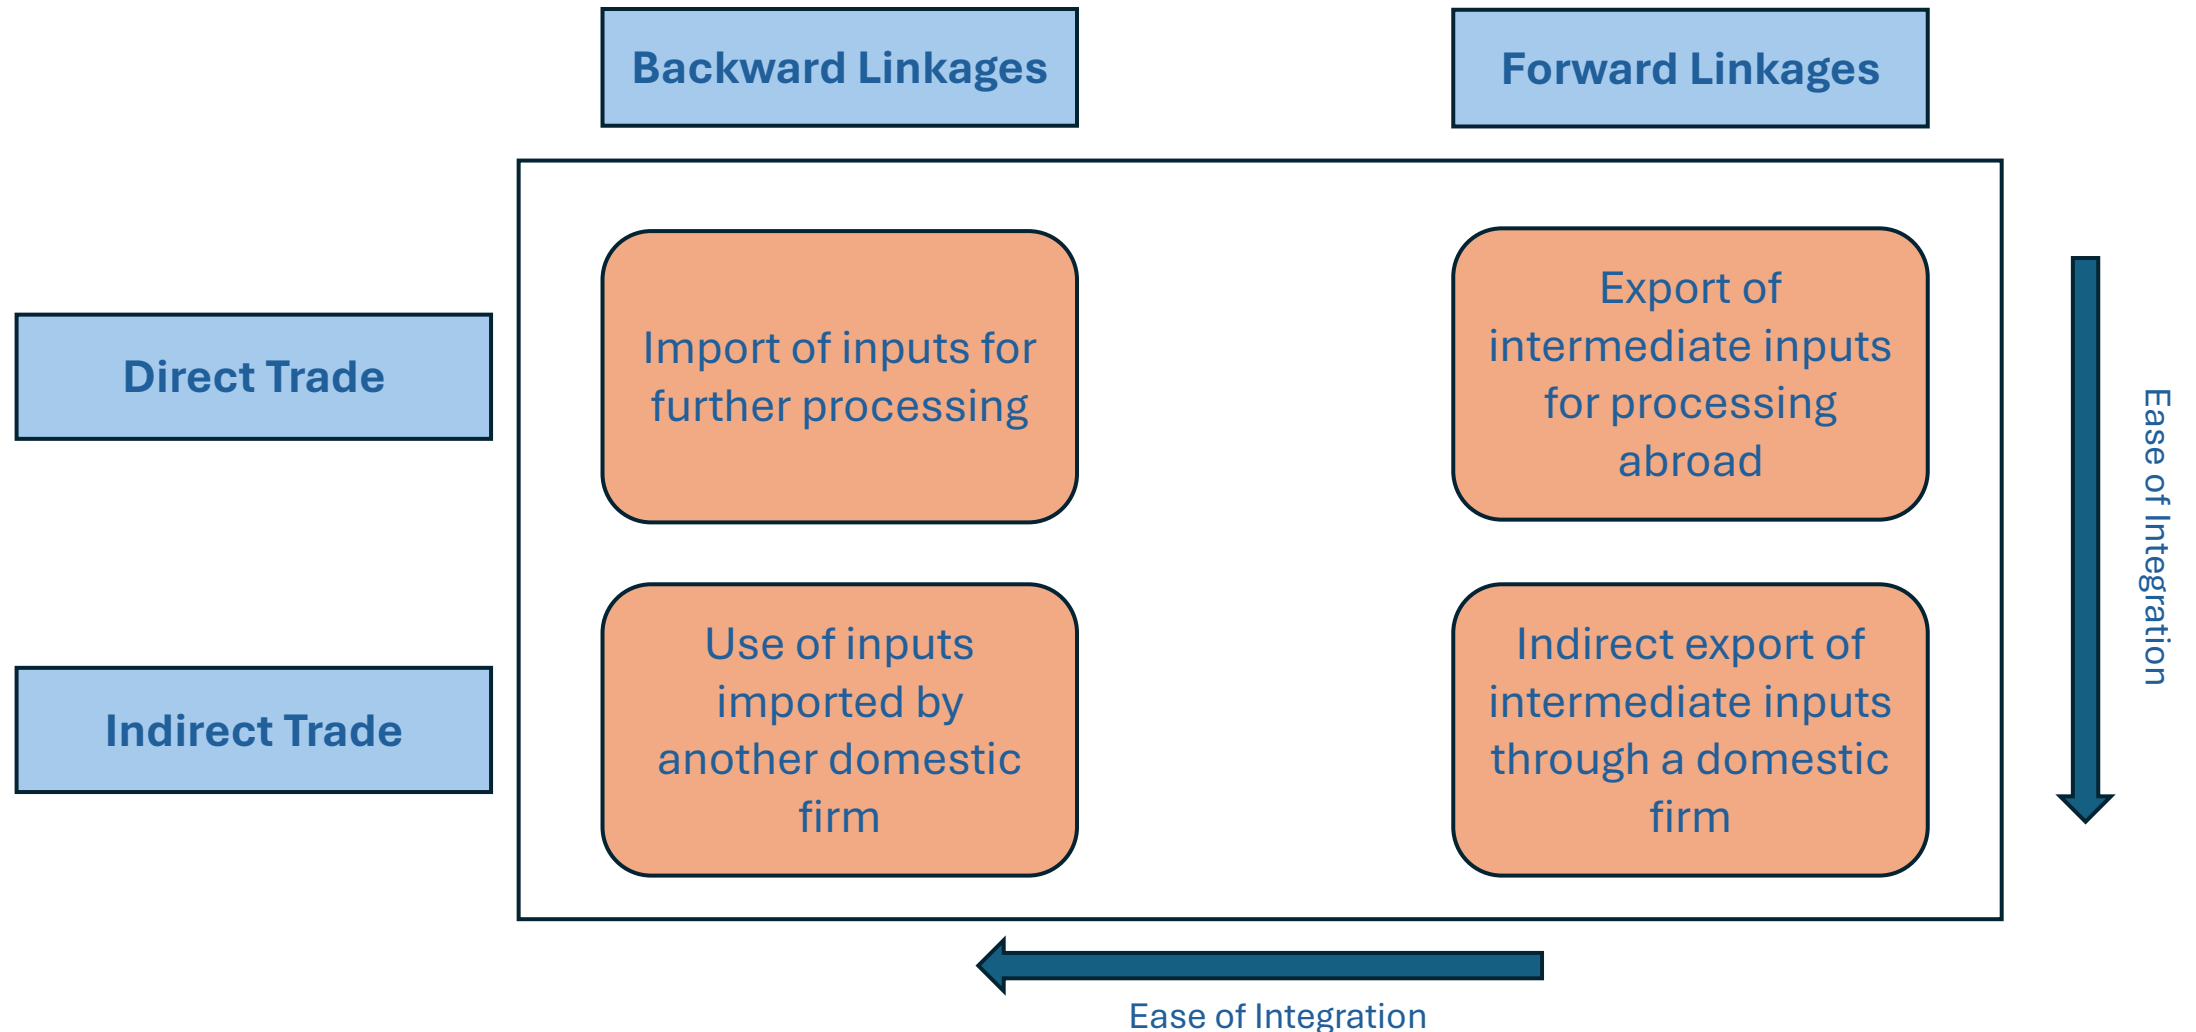 Backward Linkages
Forward Linkages
Direct Trade
Import of inputs for
further processing
Export of
intermediate inputs
for processing
abroad
Indirect Trade
Use of inputs
imported by
another domestic
firm
Indirect export of
intermediate inputs
through a domestic
firm
Ease of Integration
Ease of Integration